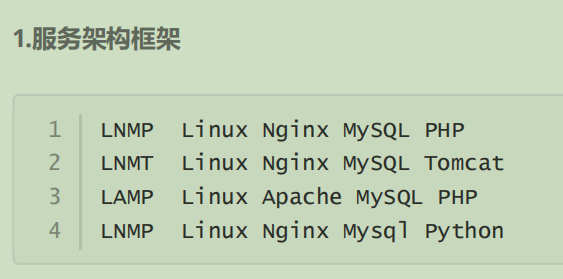 1.服务架构框架
1 LNMP Linux Nginx MySQL PHP
2 LNMT Linux Nginx MySQL Tomcat
3 LAMP Linux Apache MySQL PHP
4 LNMP Linux Nginx Mysql Python